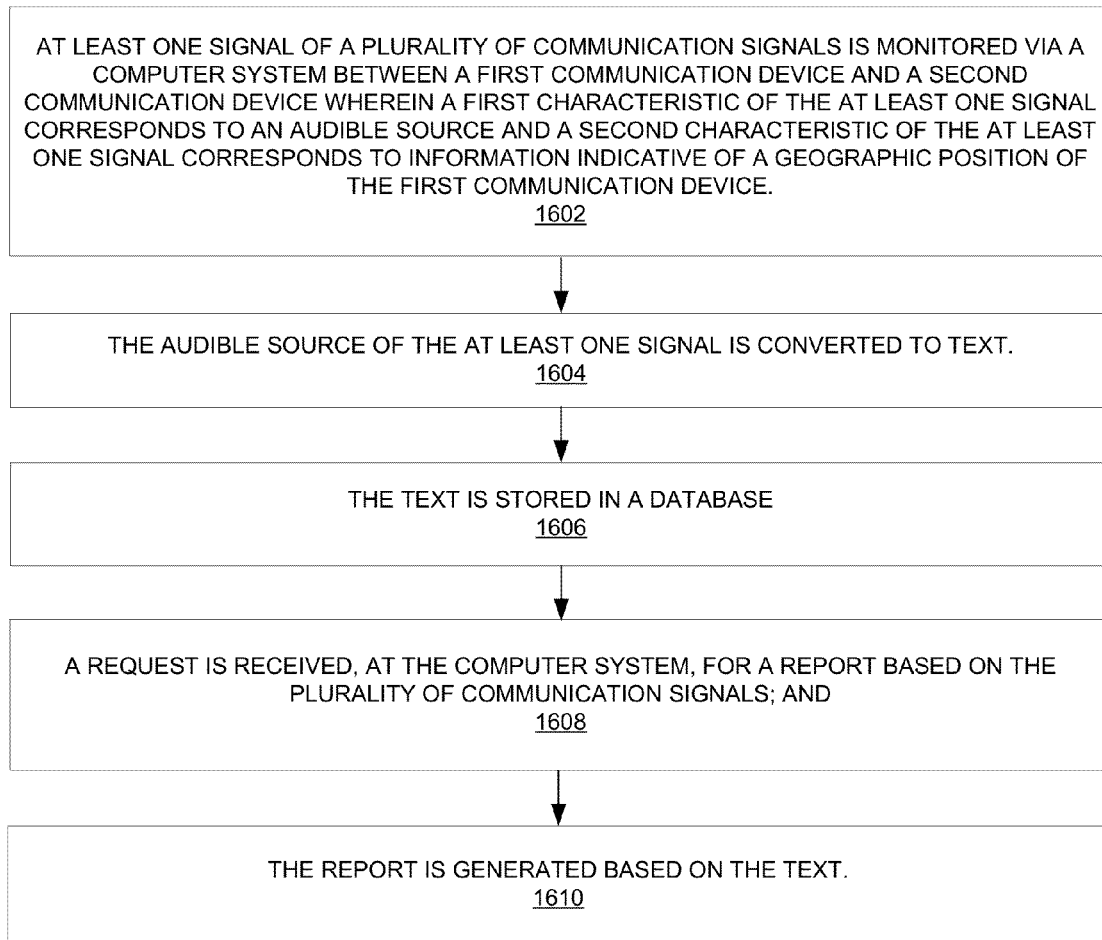 AT LEAST ONE SIGNAL OF A PLURALITY OF COMMUNICATION SIGNALS IS MONITORED VIA A
COMPUTER SYSTEM BETWEEN A FIRST COMMUNICATION DEVICE AND A SECOND
COMMUNICATION DEVICE WHEREIN A FIRST CHARACTERISTIC OF THE AT LEAST ONE SIGNAL
CORRESPONDS TO AN AUDIBLE SOURCE AND A SECOND CHARACTERISTIC OF THE AT LEAST
ONE SIGNAL CORRESPONDS TO INFORMATION INDICATIVE OF A GEOGRAPHIC POSITION OF
THE FIRST COMMUNICATION DEVICE.
1602
THE AUDIBLE SOURCE OF THE AT LEAST ONE SIGNAL IS CONVERTED TO TEXT.
1604
THE TEXT IS STORED IN A DATABASE
1606
A REQUEST IS RECEIVED, AT THE COMPUTER SYSTEM, FOR A REPORT BASED ON THE
PLURALITY OF COMMUNICATION SIGNALS; AND
1608
THE REPORT IS GENERATED BASED ON THE TEXT.
1610